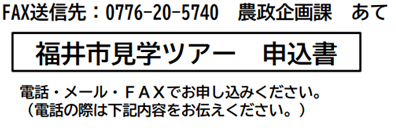 FAX送信先：0776-20-5740　農政企画課　あて
福井市見学ツアー　申込書
電話・メール・ＦＡＸでお申し込みください。
（電話の際は下記内容をお伝えください。）